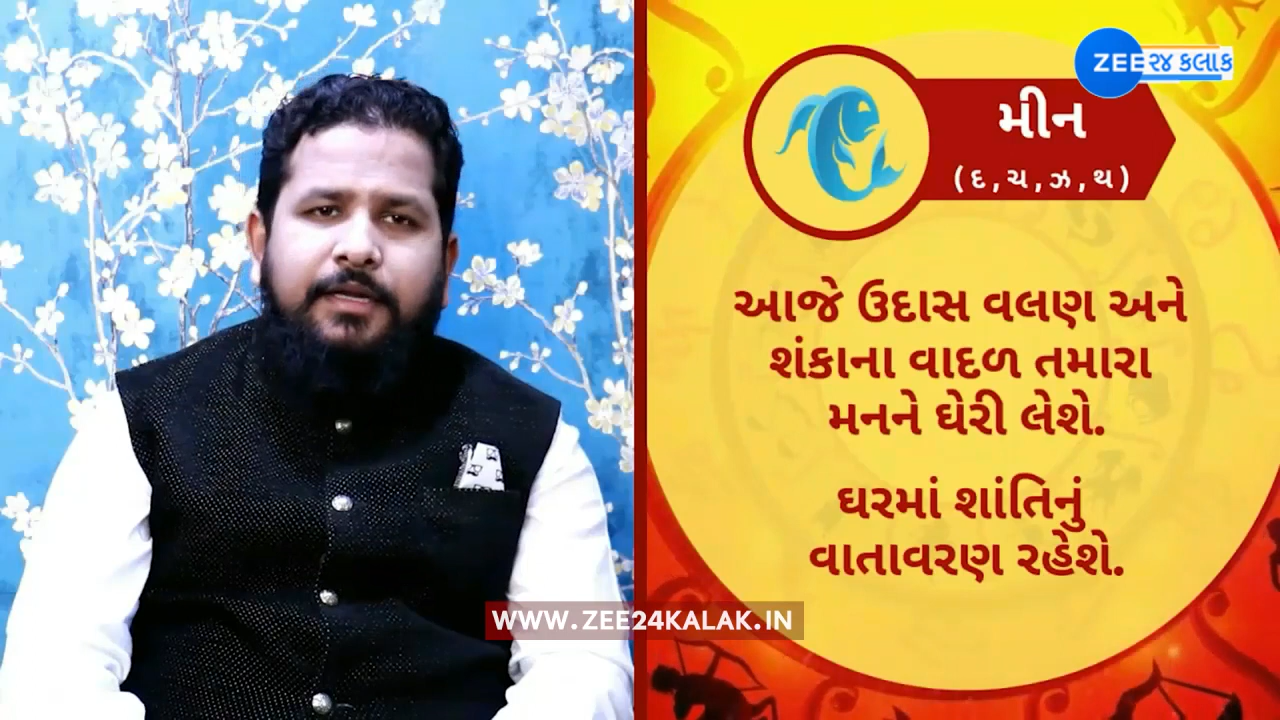 ZEE ૨૪ કલાક
મીન
(દ,ચ,ઝ,થ)
આજે ઉદાસ વલણ અને
શંકાના વાદળ તમારા
મનને ઘેરી લેશે.
ઘરમાં શાંતિનું
વાતાવરણ રહેશે.
WWW.ZEE24KALAK.IN